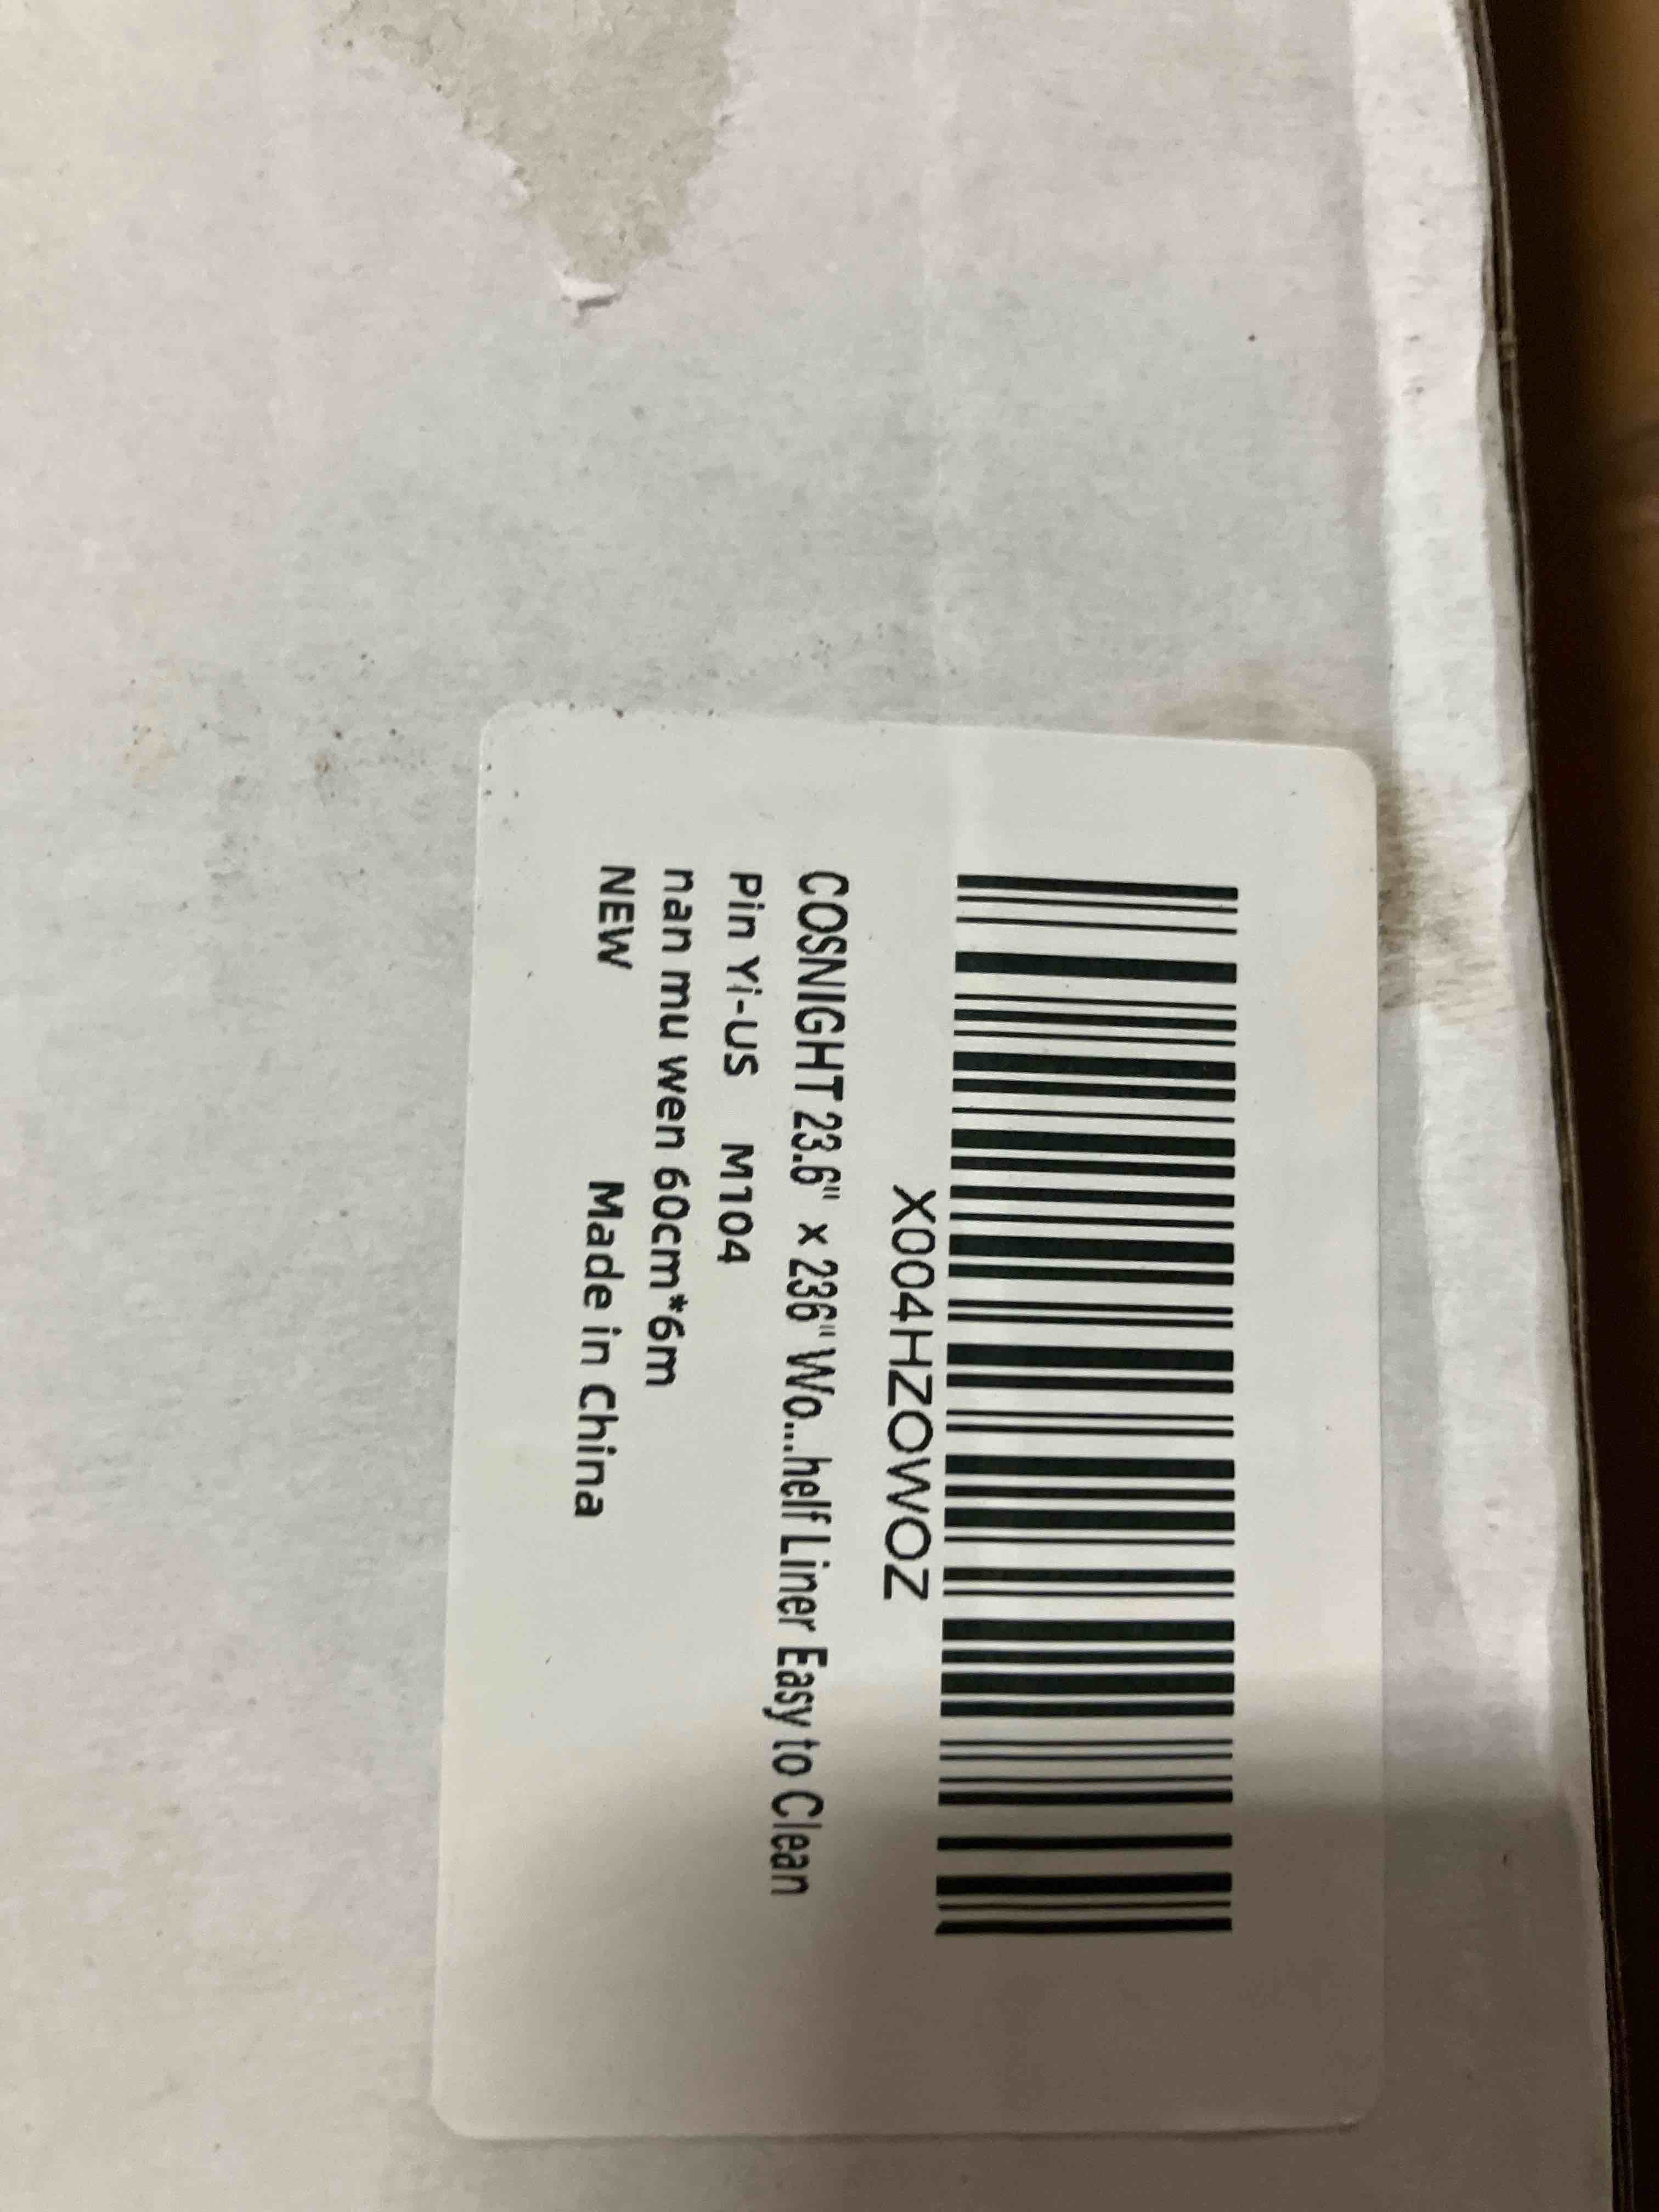 X004HZOWOZ
COSNIGHT 23.6" x 236" Wo...helf Liner Easy to Clean
Pin Yi-US M104
nan mu wen 60cm*6m
NEW Made in China